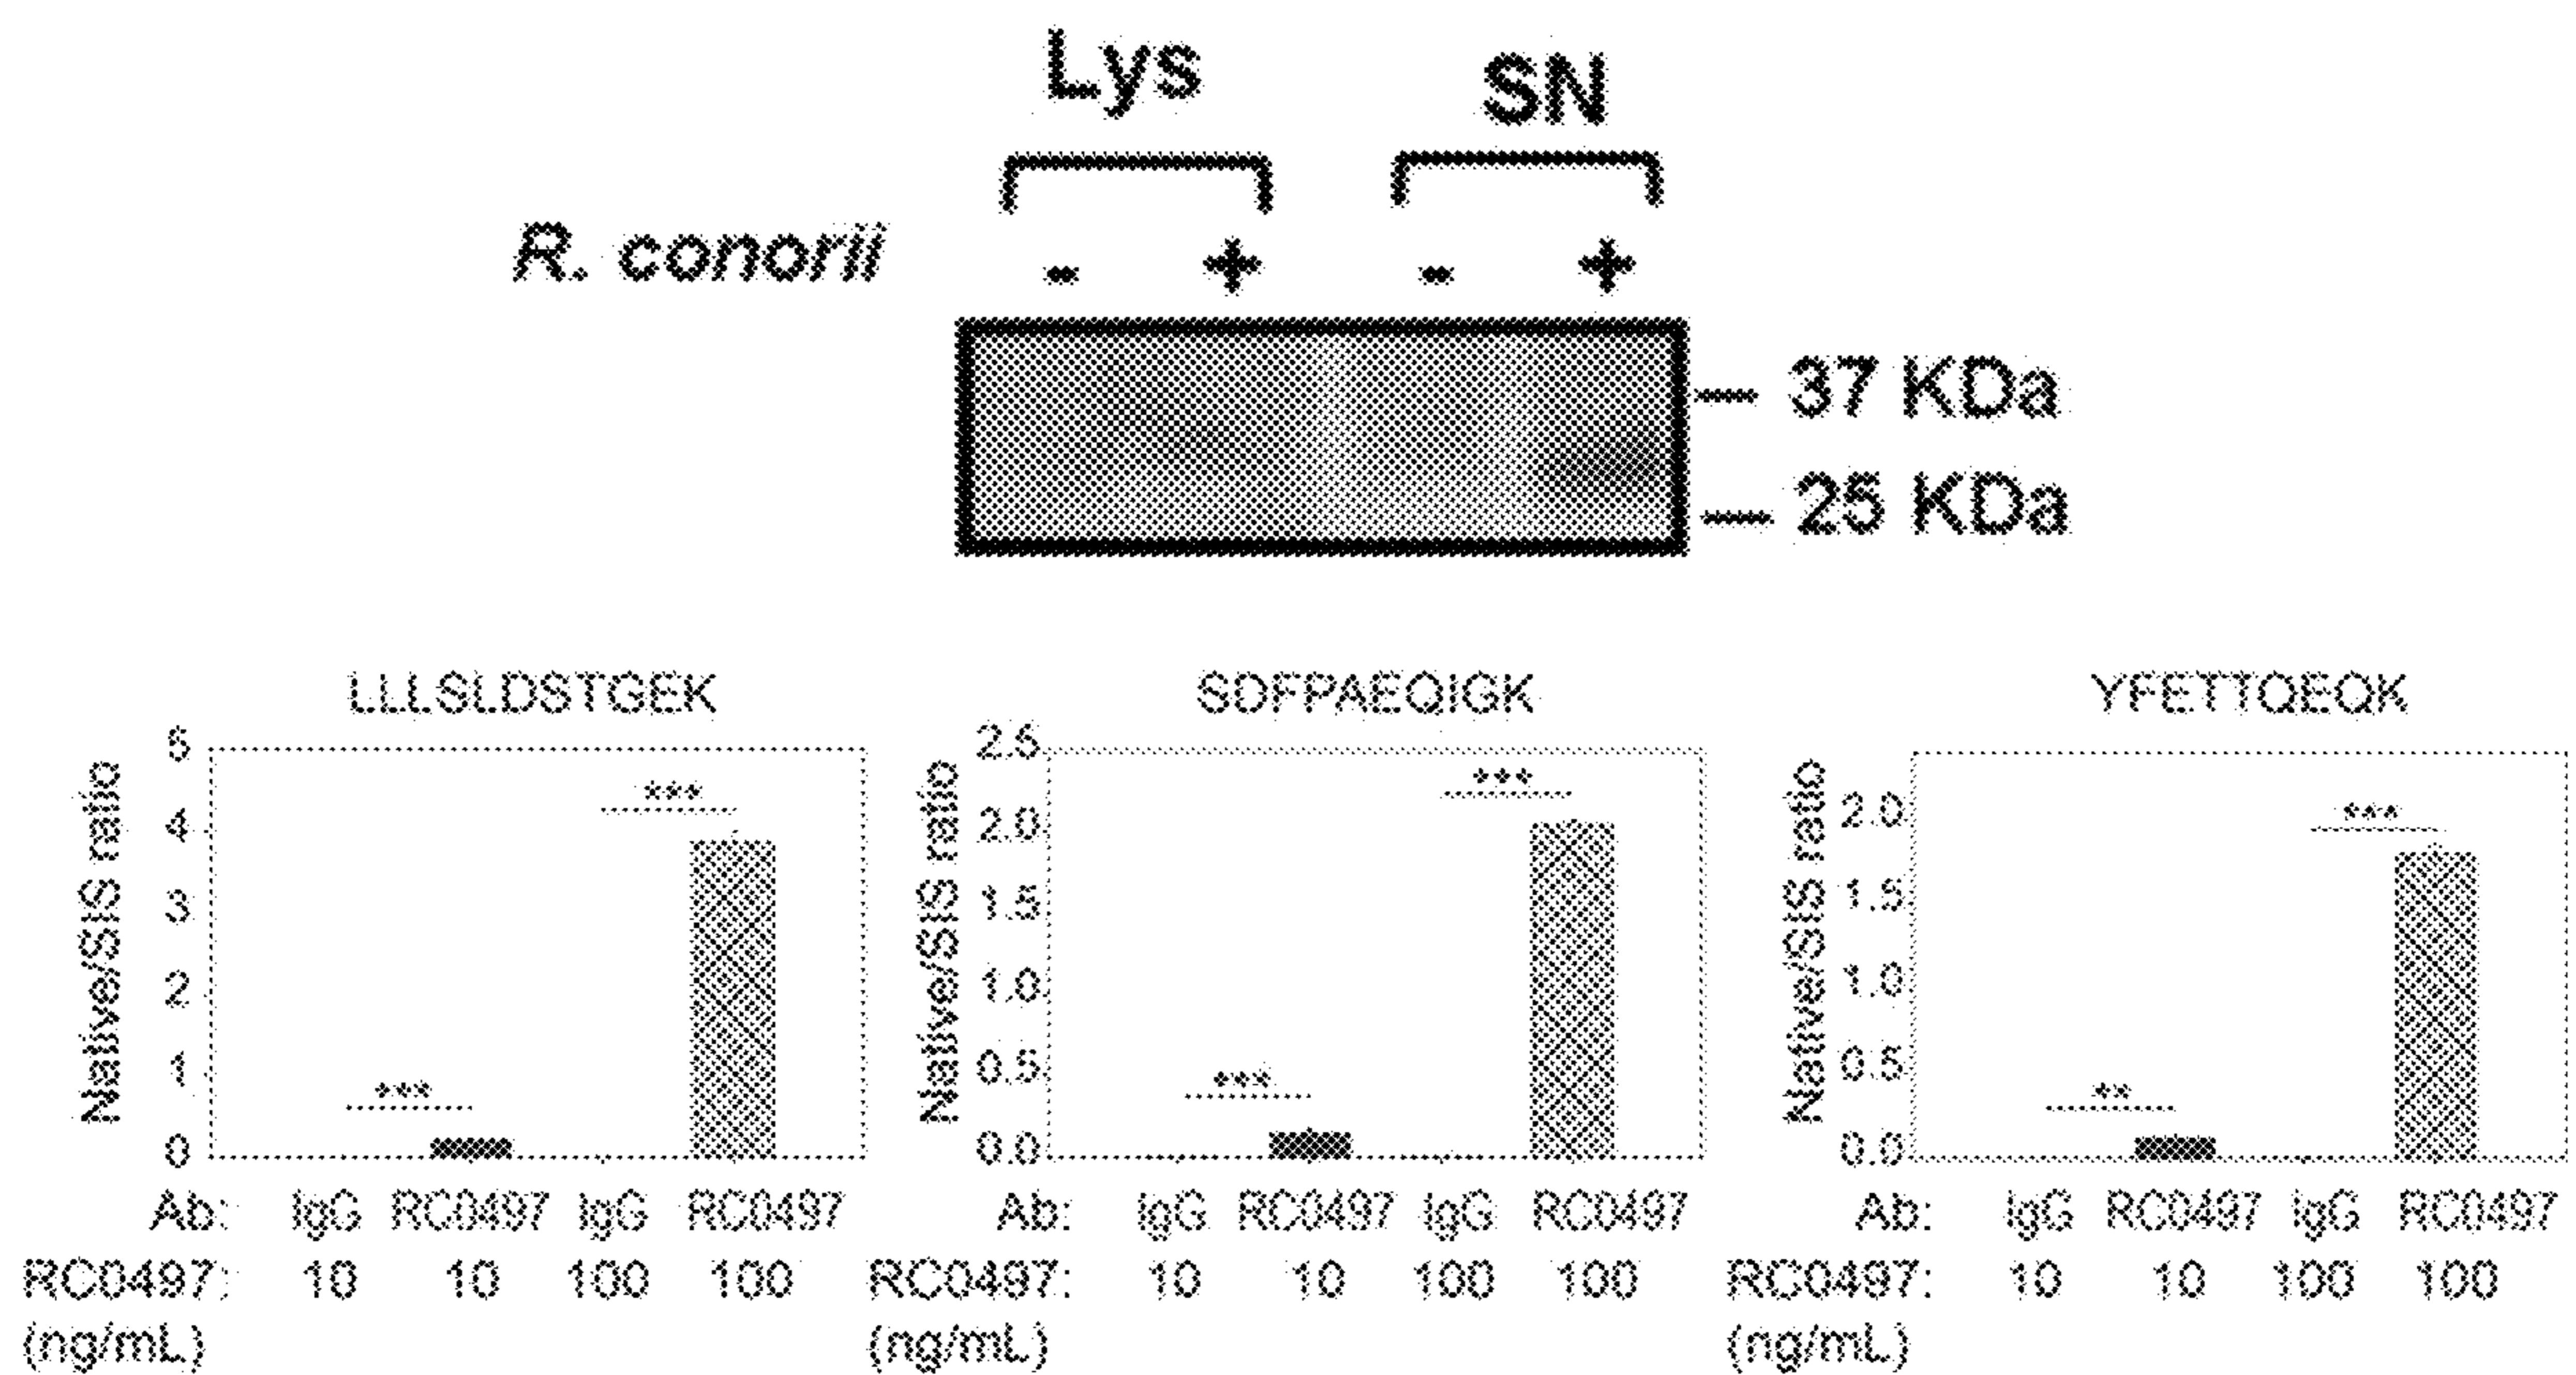 Lys SN
R. conorii - + - +
37 KDa
25 KDa
LLLSLDSTGEK
Native/SIS ratio
5
4
3
2
1
0
*** ***
Ab: IgG RC0497 IgG RC0497
RC0497: 10 10 100 100
(ng/mL)
SDFPAEQIGK
Native/SIS ratio
2.5
2.0
1.5
1.0
0.5
0.0
*** ***
Ab: IgG RC0497 IgG RC0497
RC0497: 10 10 100 100
(ng/mL)
YFETTQEQK
Native/SIS ratio
2.0
1.5
1.0
0.5
0.0
** ***
Ab: IgG RC0497 IgG RC0497
RC0497: 10 10 100 100
(ng/mL)